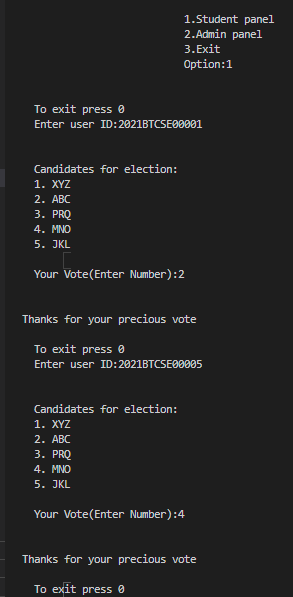 1.Student panel
2.Admin panel
3.Exit
Option:1
To exit press 0
Enter user ID:2021BTCSE00001
Candidates for election:
1. XYZ
2. ABC
3. PRQ
4. MNO
5. JKL
Your Vote(Enter Number):2
Thanks for your precious vote
To exit press 0
Enter user ID:2021BTCSE00005
Candidates for election:
1. XYZ
2. ABC
3. PRQ
4. MNO
5. JKL
Your Vote(Enter Number):4
Thanks for your precious vote
To exit press 0